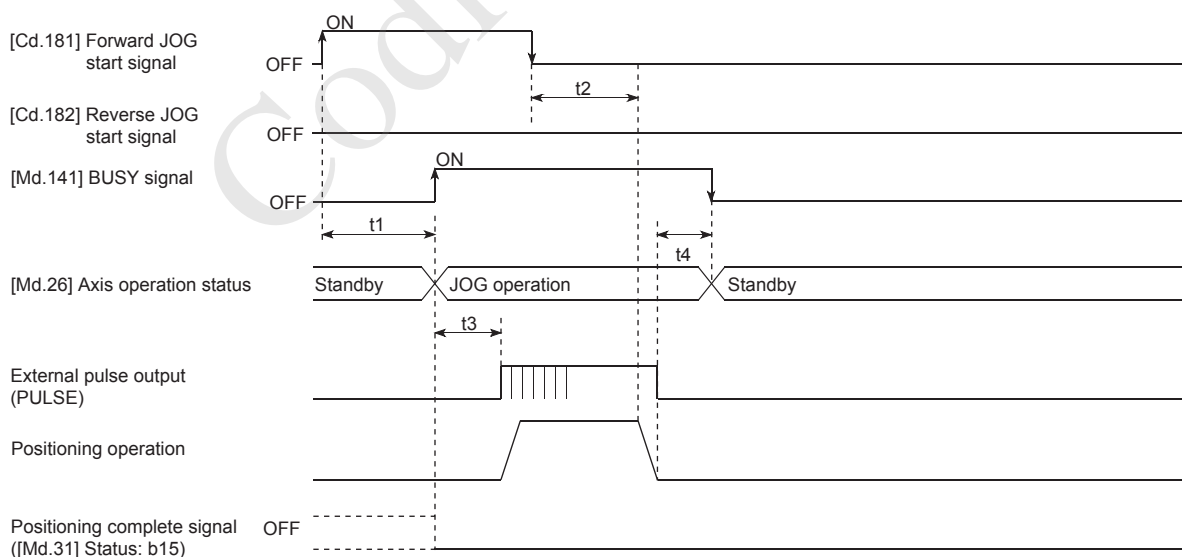 [Cd.181] Forward JOG
start signal
ON
OFF
t2
[Cd.182] Reverse JOG
start signal
OFF
[Md.141] BUSY signal
ON
OFF
t1
t4
[Md.26] Axis operation status
Standby
JOG operation
Standby
t3
External pulse output
(PULSE)
Positioning operation
Positioning complete signal
([Md.31] Status: b15)
OFF